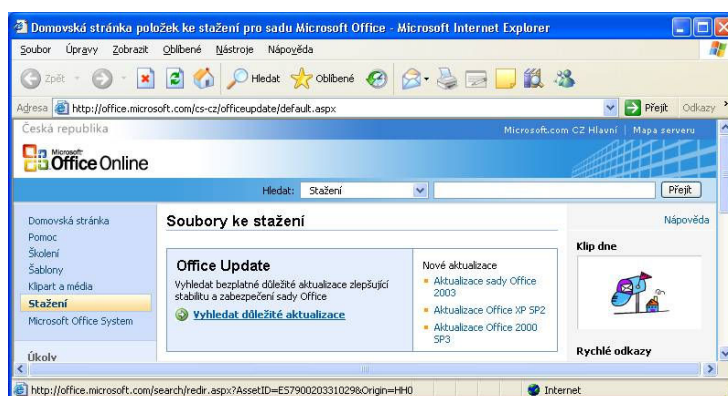 Domovská stránka položek ke stažení pro sadu Microsoft Office - Microsoft Internet Explorer
Soubor Úpravy Zobrazit Oblíbené Nástroje Nápověda
Zpět Hledat Oblíbené
Adresa http://office.microsoft.com/cs-cz/officeupdate/default.aspx Přejít Odkazy »
Česká republika Microsoft.com CZ Hlavní | Mapa serveru
Microsoft Office Online
Hledat: Stažení Přejít
Domovská stránka
Pomoc
Školení
Šablony
Klipart a média
Stažení
Microsoft Office System
Úkoly
Soubory ke stažení
Office Update
Vyhledat bezplatné důležité aktualizace zlepšující
stabilitu a zabezpečení sady Office
Vyhledat důležité aktualizace
Nové aktualizace
Aktualizace sady Office
2003
Aktualizace Office XP SP2
Aktualizace Office 2000
SP3
Nápověda
Klip dne
Rychlé odkazy
http://office.microsoft.com/search/redir.aspx?AssetID=ES790020331029&Origin=HH0 Internet